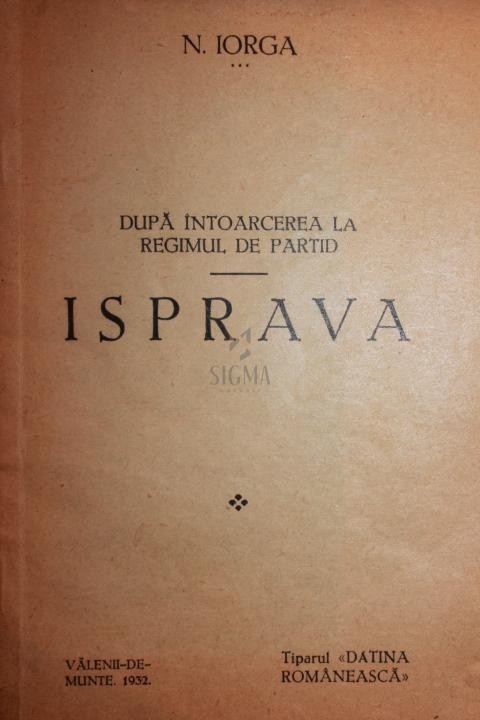 N. IORGA
DUPĂ ÎNTOARCEREA LA
REGIMUL DE PARTID
ISPRAVA
SIGMA
VĂLENII-DE-
MUNTE. 1932.
Tiparul «DATINA
ROMÂNEASCĂ»